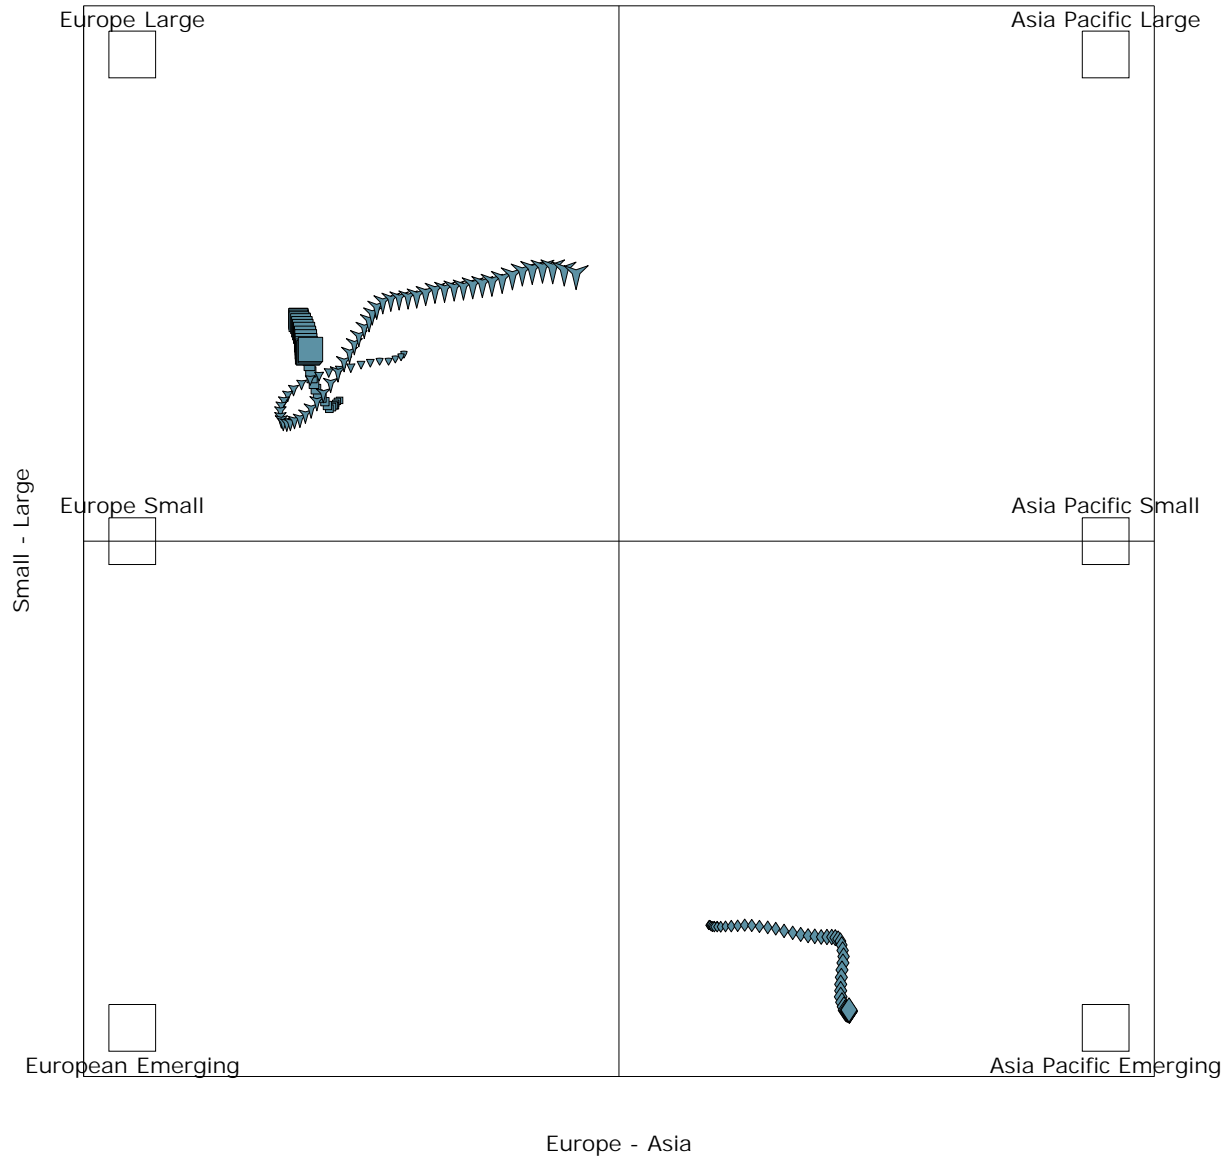 Europe Large
Asia Pacific Large
Europe Small
Asia Pacific Small
Small - Large
European Emerging
Asia Pacific Emerging
Europe - Asia